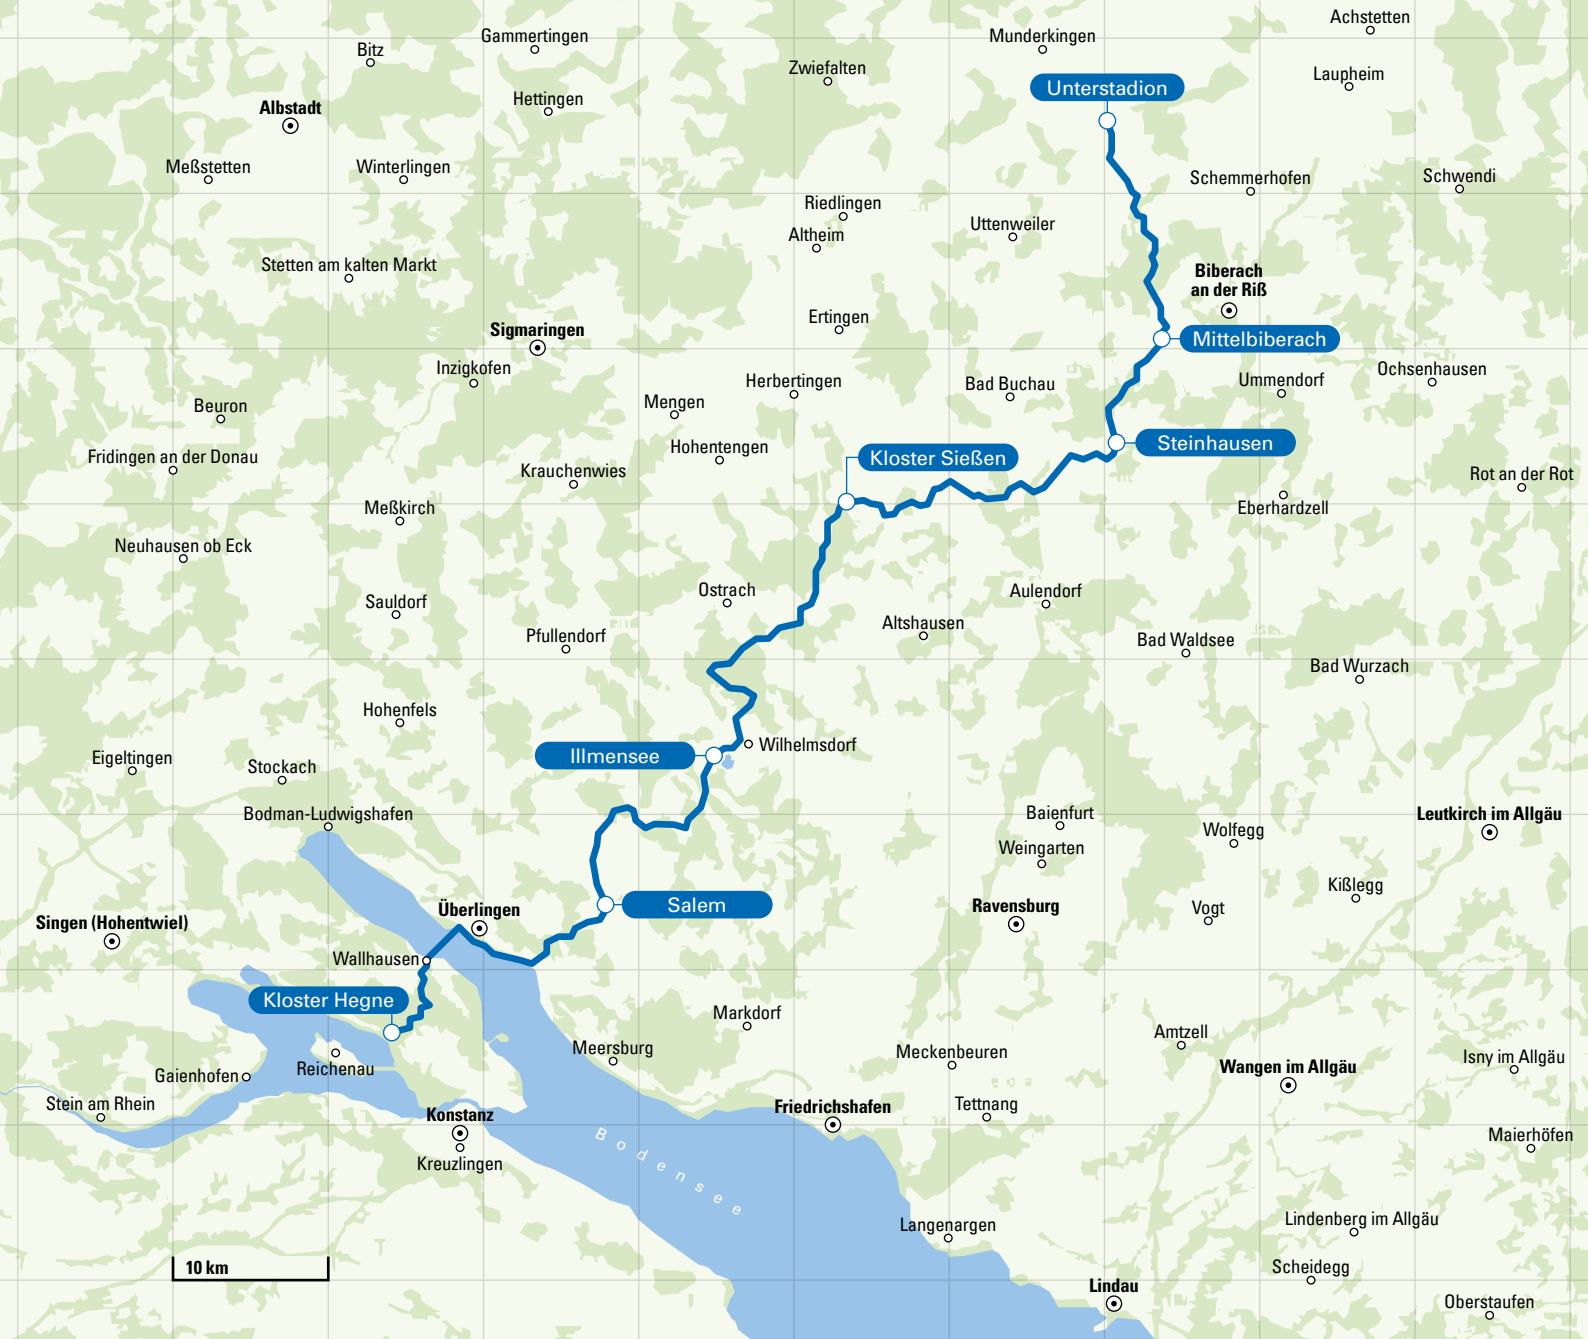 Achstetten
Gammertingen
Munderkingen
Bitz
Zwiefalten
Laupheim
Unterstadion
Hettingen
Albstadt
Meßstetten
Winterlingen
Schemmerhofen
Schwendi
Riedlingen
Uttenweiler
Altheim
Stetten am kalten Markt
Biberach
an der Riß
Ertingen
Sigmaringen
Mittelbiberach
Inzigkofen
Herbertingen
Bad Buchau
Ummendorf
Ochsenhausen
Beuron
Mengen
Hohentengen
Steinhausen
Fridingen an der Donau
Kloster Sießen
Krauchenwies
Rot an der Rot
Meßkirch
Eberhardzell
Neuhausen ob Eck
Ostrach
Aulendorf
Sauldorf
Altshausen
Pfullendorf
Bad Waldsee
Bad Wurzach
Hohenfels
Illmensee
Wilhelmsdorf
Eigeltingen
Stockach
Bodman-Ludwigshafen
Baienfurt
Leutkirch im Allgäu
Wolfegg
Weingarten
Kißlegg
Salem
Ravensburg
Vogt
Überlingen
Singen (Hohentwiel)
Wallhausen
Kloster Hegne
Markdorf
Amtzell
Meersburg
Meckenbeuren
Isny im Allgäu
Reichenau
Wangen im Allgäu
Gaienhofen
Stein am Rhein
Konstanz
Friedrichshafen
Tettnang
Bodensee
Maierhöfen
Kreuzlingen
Langenargen
Lindenberg im Allgäu
10 km
Scheidegg
Lindau
Oberstaufen